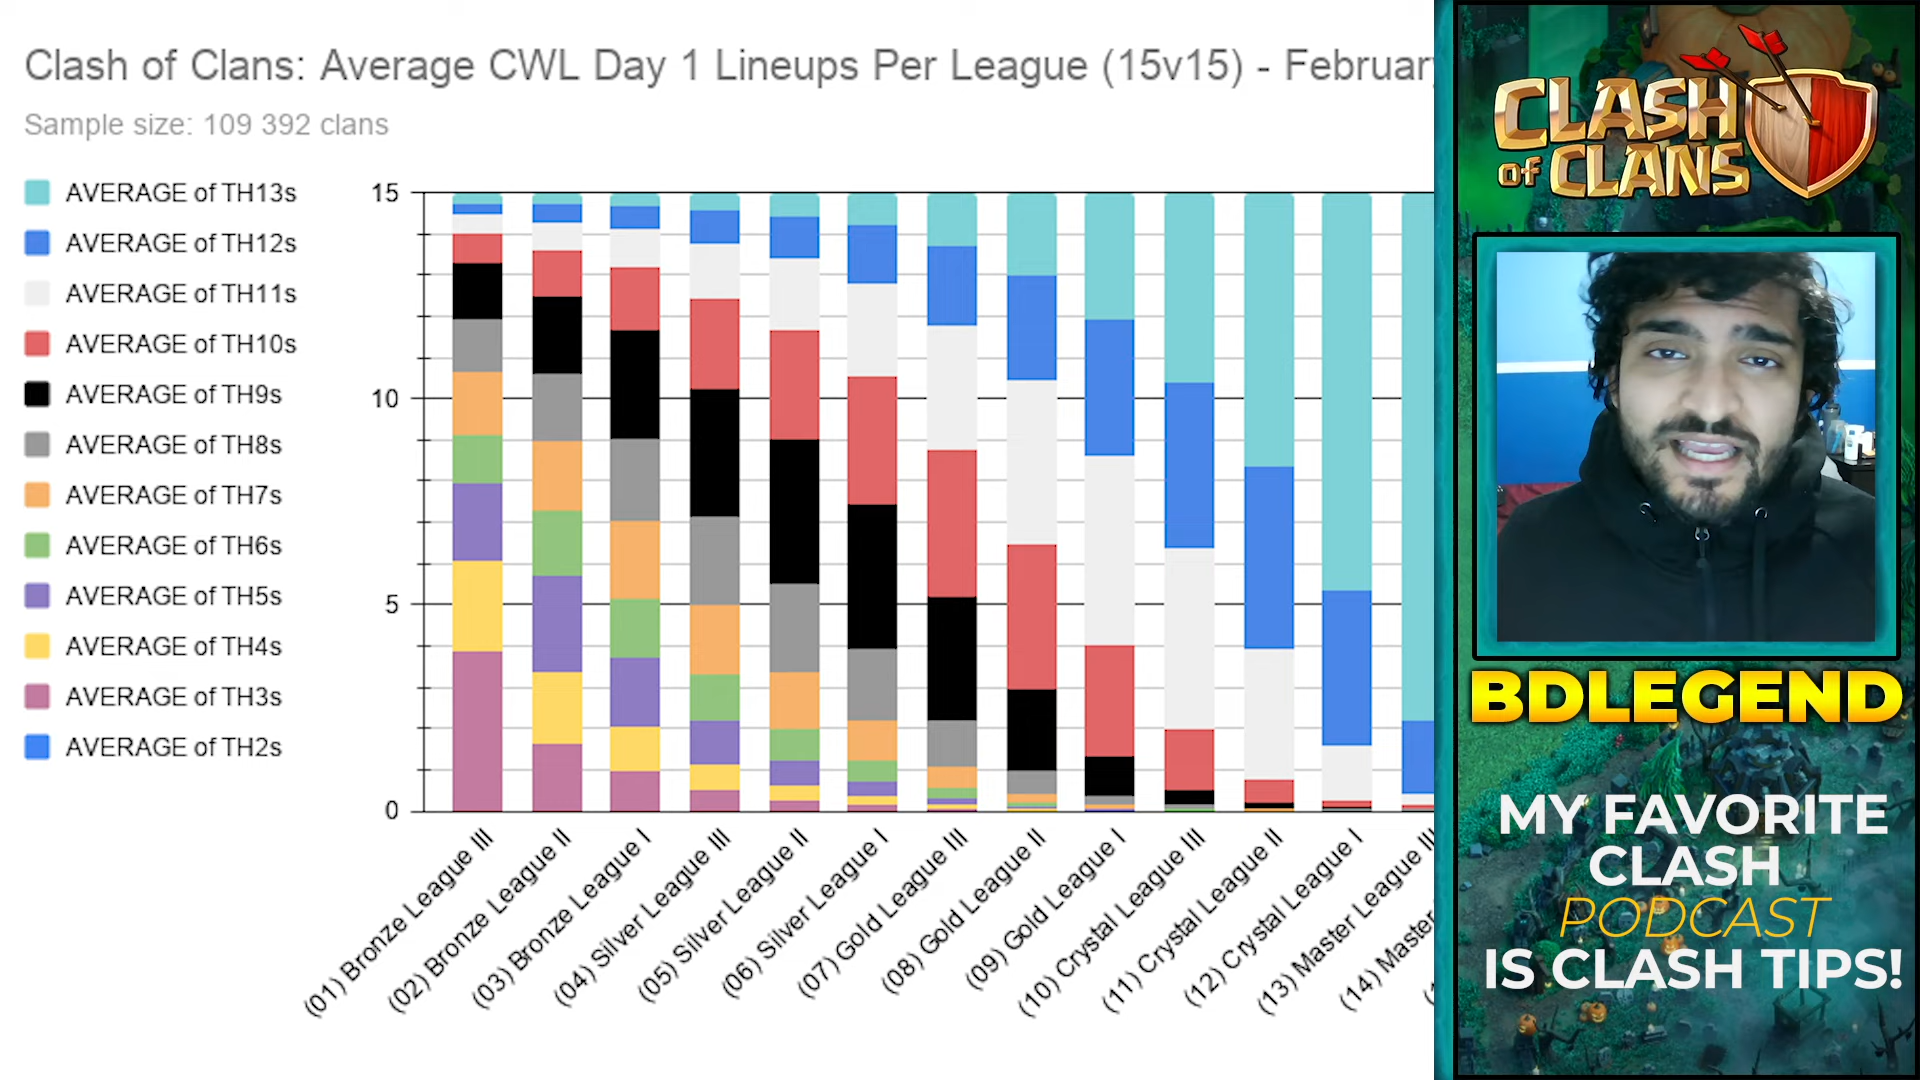 Clash of Clans: Average CWL Day 1 Lineups Per League (15v15) - February
Sample size: 109 392 clans
AVERAGE of TH13s
AVERAGE of TH12s
AVERAGE of TH11s
AVERAGE of TH10s
AVERAGE of TH9s
AVERAGE of TH8s
AVERAGE of TH7s
AVERAGE of TH6s
AVERAGE of TH5s
AVERAGE of TH4s
AVERAGE of TH3s
AVERAGE of TH2s
15
10
5
0
(01) Bronze League III
(02) Bronze League II
(03) Bronze League I
(04) Silver League III
(05) Silver League II
(06) Silver League I
(07) Gold League III
(08) Gold League II
(09) Gold League I
(10) Crystal League III
(11) Crystal League II
(12) Crystal League I
(13) Master League III
(14) Master
CLASH
OF CLANS
BDLEGEND
MY FAVORITE
CLASH
PODCAST
IS CLASH TIPS!